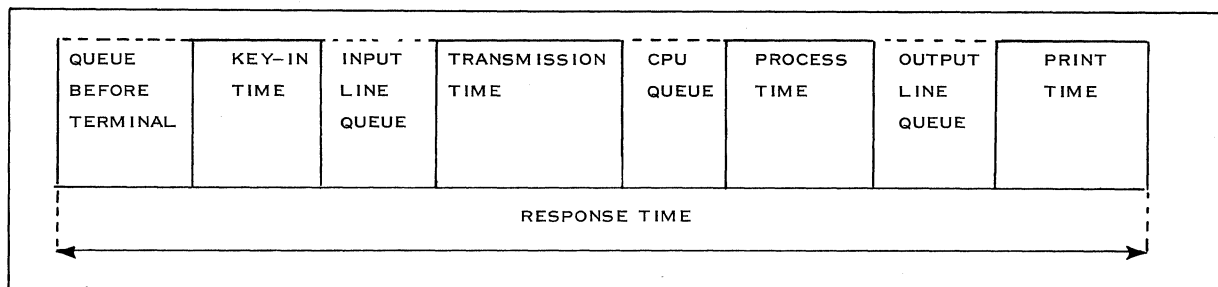 QUEUE BEFORE TERMINAL
KEY-IN TIME
INPUT LINE QUEUE
TRANSMISSION TIME
CPU QUEUE
PROCESS TIME
OUTPUT LINE QUEUE
PRINT TIME
RESPONSE TIME